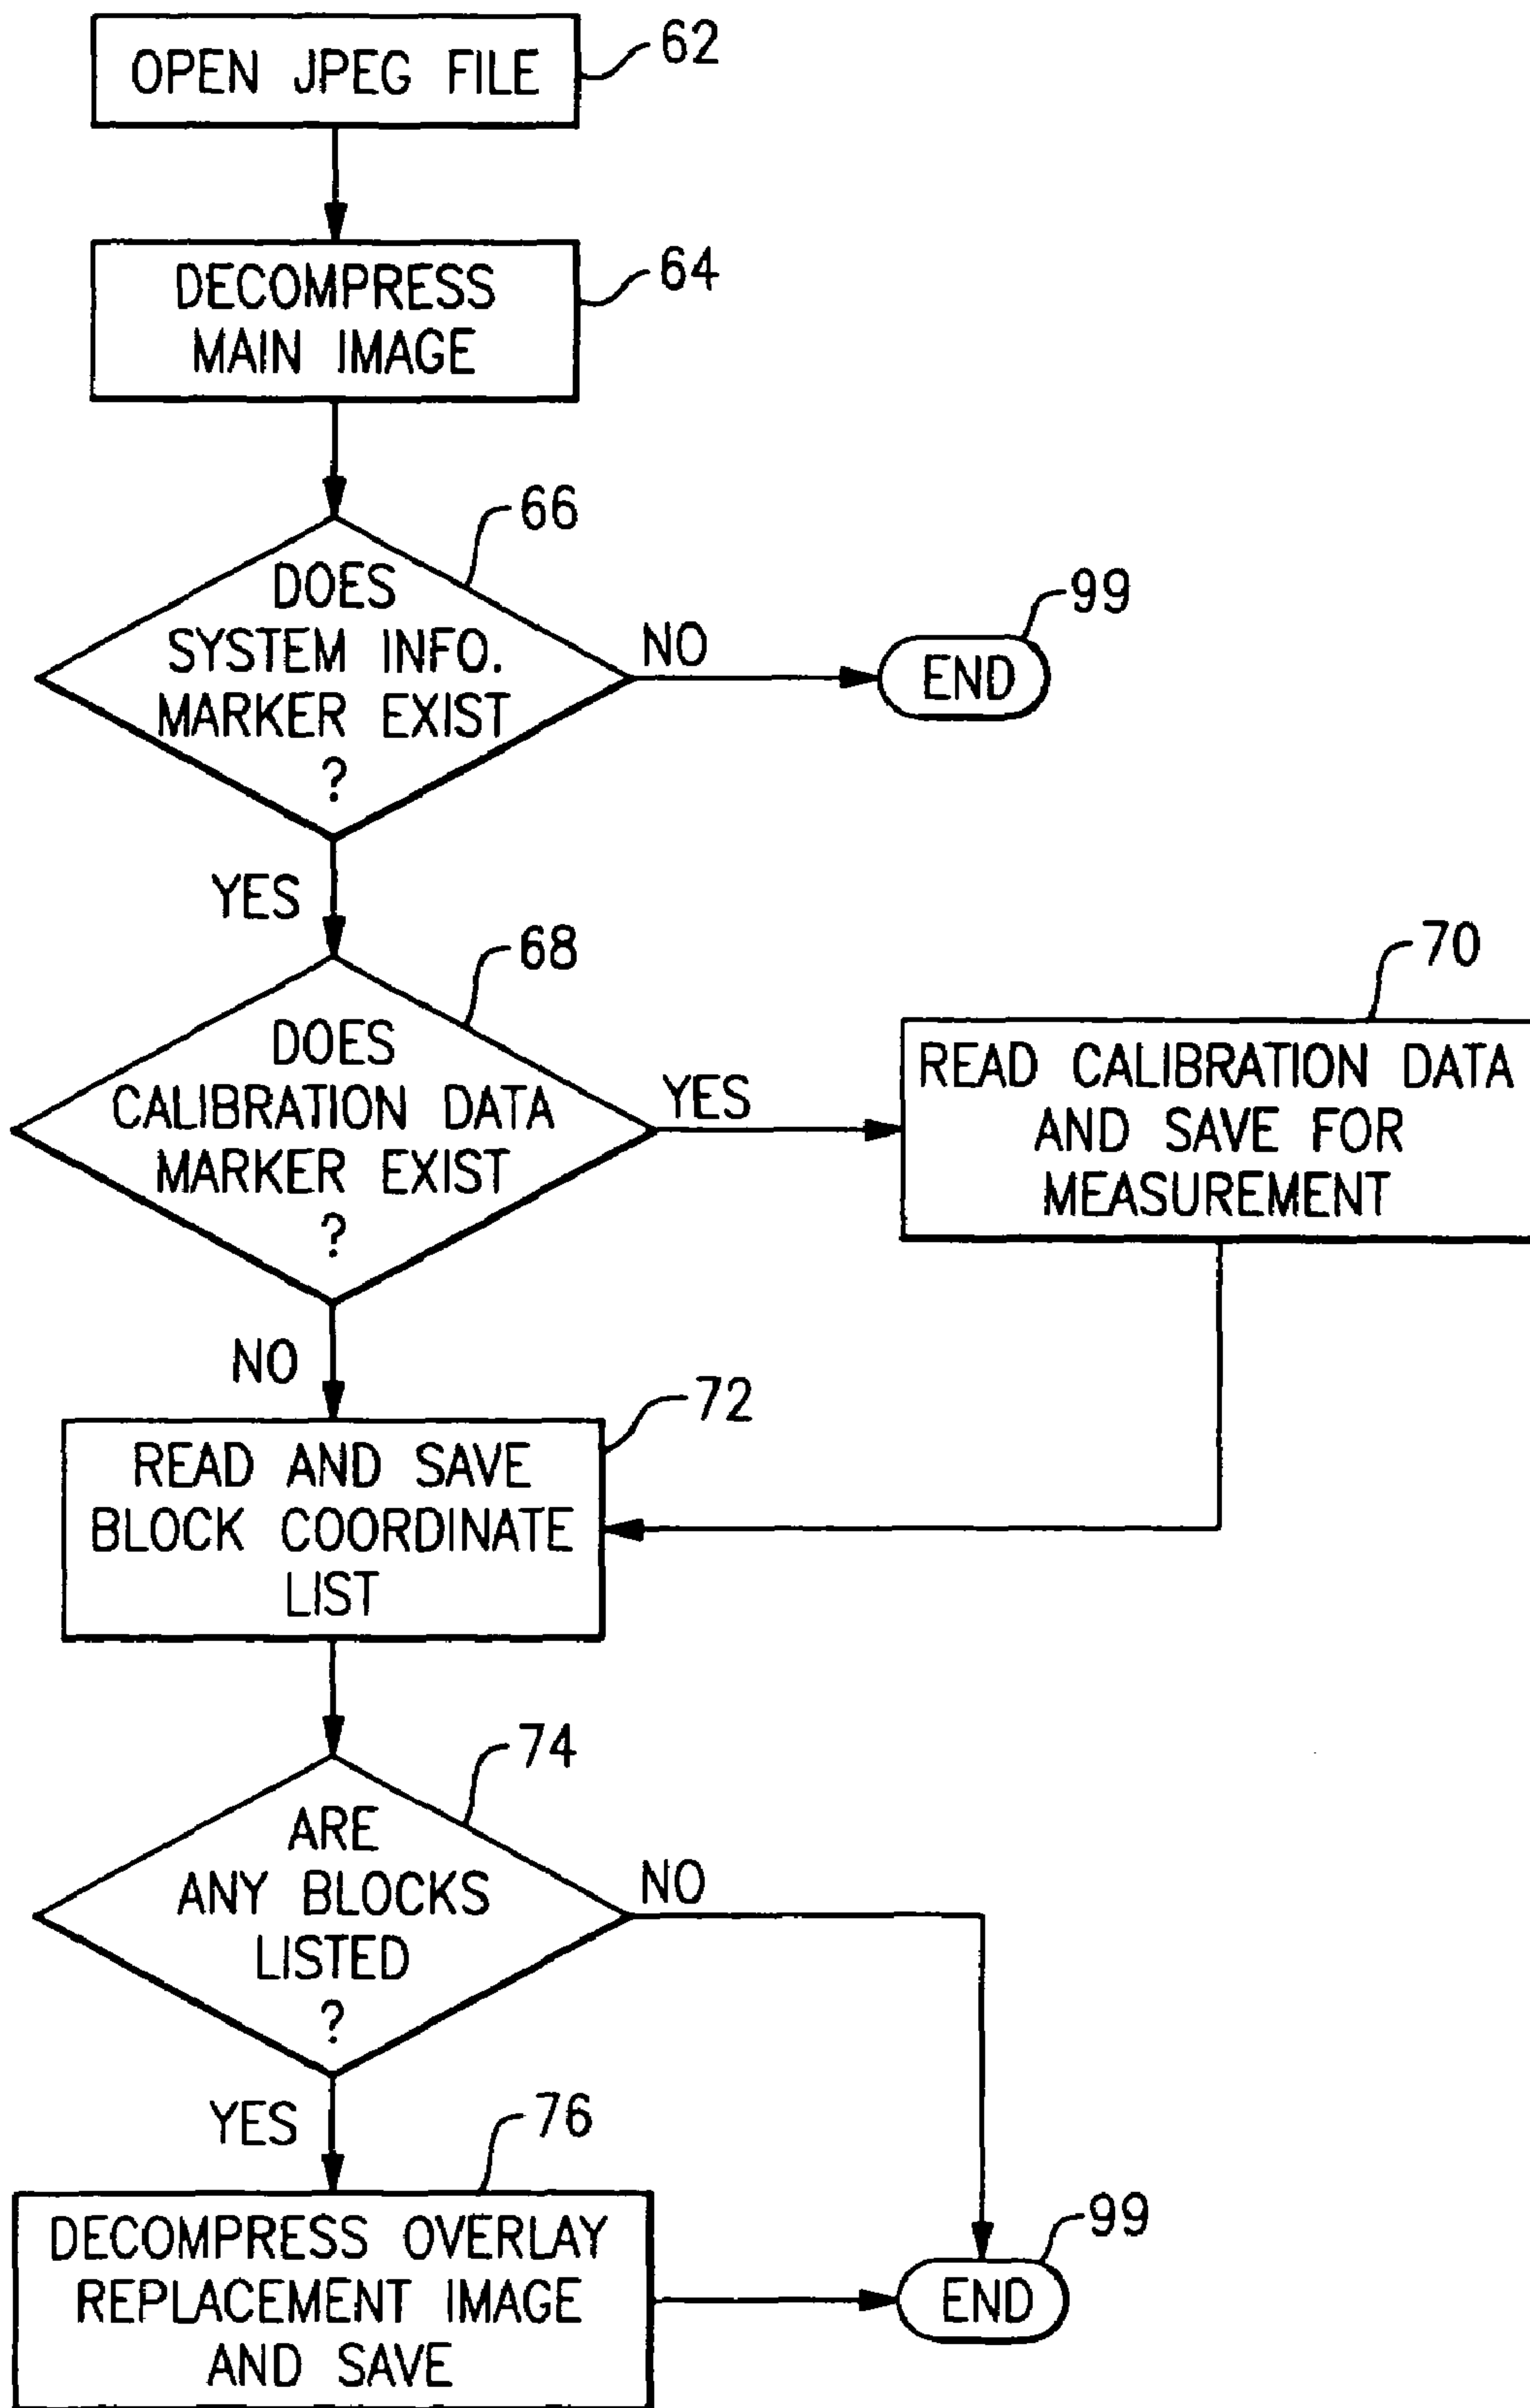 OPEN JPEG FILE
62
DECOMPRESS
MAIN IMAGE
64
66
DOES
SYSTEM INFO.
MARKER EXIST
?
NO
99
END
YES
68
DOES
CALIBRATION DATA
MARKER EXIST
?
YES
70
READ CALIBRATION DATA
AND SAVE FOR
MEASUREMENT
NO
72
READ AND SAVE
BLOCK COORDINATE
LIST
74
ARE
ANY BLOCKS
LISTED
?
NO
YES
76
DECOMPRESS OVERLAY
REPLACEMENT IMAGE
AND SAVE
99
END